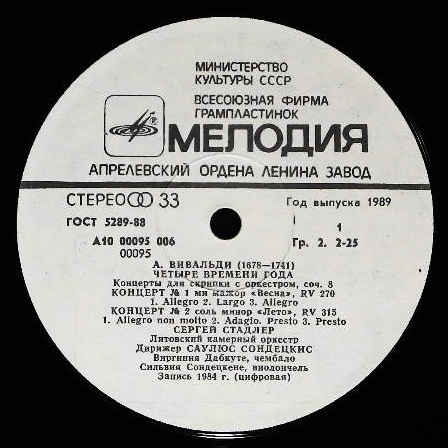 МИНИСТЕРСТВО
КУЛЬТУРЫ СССР
ВСЕСОЮЗНАЯ ФИРМА
ГРАМПЛАСТИНОК
МЕЛОДИЯ
АПРЕЛЕВСКИЙ ОРДЕНА ЛЕНИНА ЗАВОД
СТЕРЕО 33
Год выпуска 1989
ГОСТ 5289-88
1
А10 00095 006
Гр. 2. 2-25
00095
А. ВИВАЛЬДИ (1678—1741)
ЧЕТЫРЕ ВРЕМЕНИ ГОДА
Концерты для скрипки с оркестром, соч. 8
КОНЦЕРТ № 1 ми мажор «Весна», RV 270
1. Allegro 2. Largo 3. Allegro
КОНЦЕРТ № 2 соль минор «Лето», RV 315
1. Allegro non molto 2. Adagio. Presto 3. Presto
СЕРГЕЙ СТАДЛЕР
Литовский камерный оркестр
Дирижер САУЛЮС СОНДЕЦКИС
Виргиния Дабкуте, чембало
Сильвия Сондецкене, виолончель
Запись 1984 г. (цифровая)